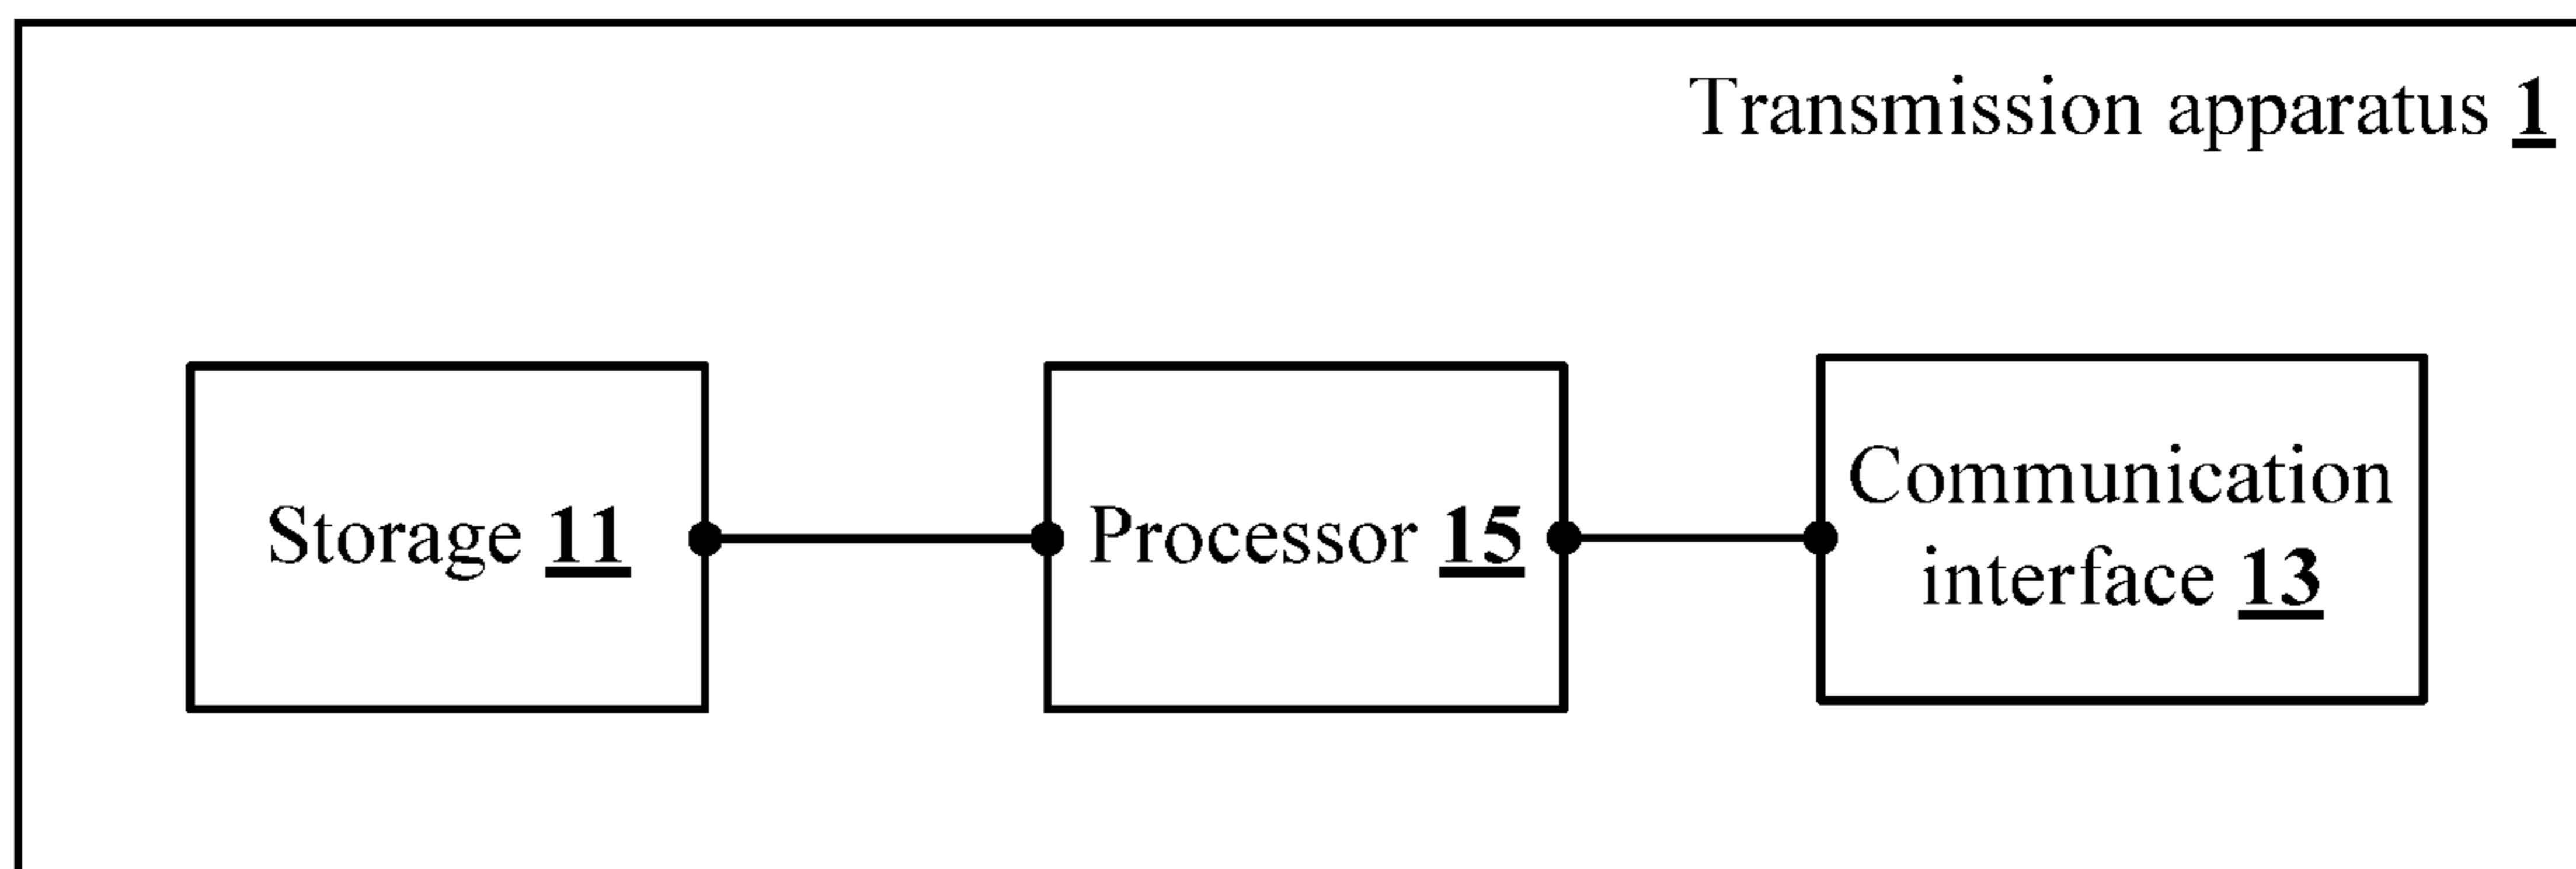 Transmission apparatus 1
Storage 11
Processor 15
Communication
interface 13